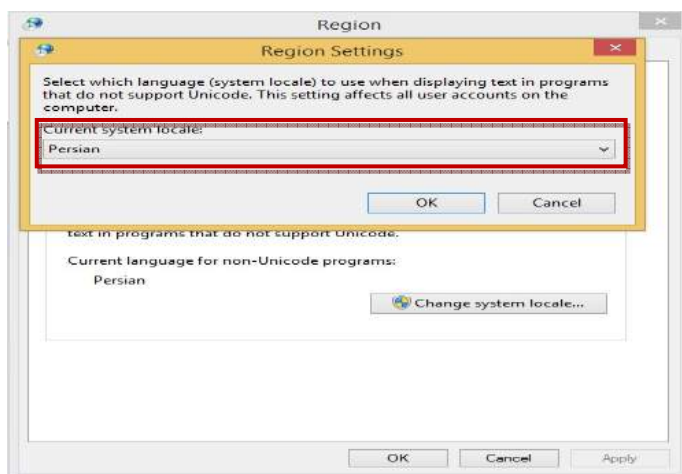 Region
Region Settings
Select which language (system locale) to use when displaying text in programs
that do not support Unicode. This setting affects all user accounts on the
computer.
Current system locale:
Persian
OK Cancel
text in programs that do not support Unicode.
Current language for non-Unicode programs:
Persian
Change system locale...
OK Cancel Apply